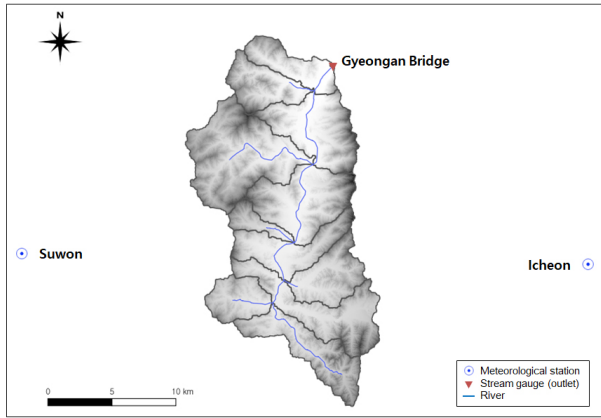 N
Gyeongan Bridge
Suwon
Icheon
0 5 10 km
Meteorological station
Stream gauge (outlet)
River